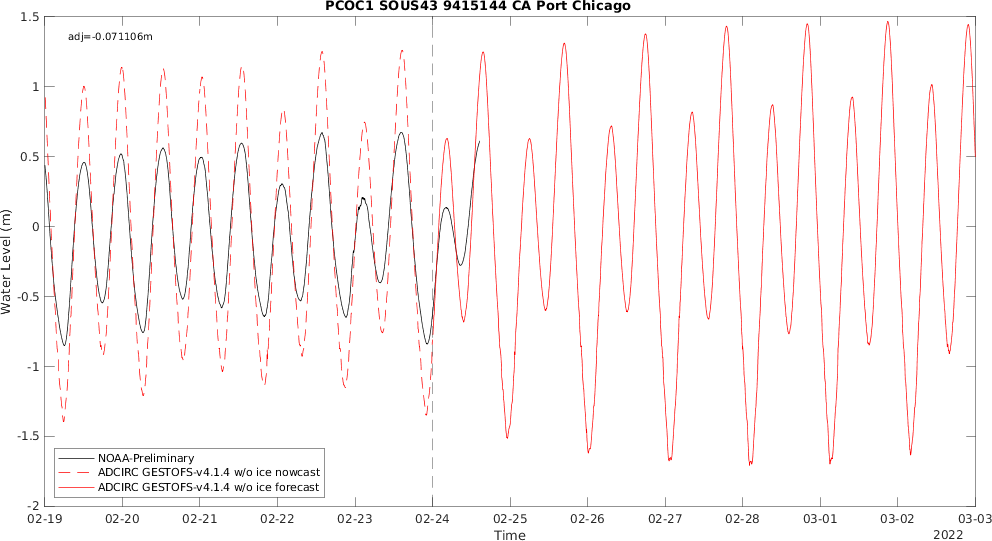 PCOC1 SOUS43 9415144 CA Port Chicago
adj=-0.071106m
1.5
1
0.5
0
-0.5
-1
-1.5
-2
Water Level (m)
NOAA-Preliminary
ADCIRC GESTOFS-v4.1.4 w/o ice nowcast
ADCIRC GESTOFS-v4.1.4 w/o ice forecast
02-19 02-20 02-21 02-22 02-23 02-24 02-25 02-26 02-27 02-28 03-01 03-02 03-03
Time
2022